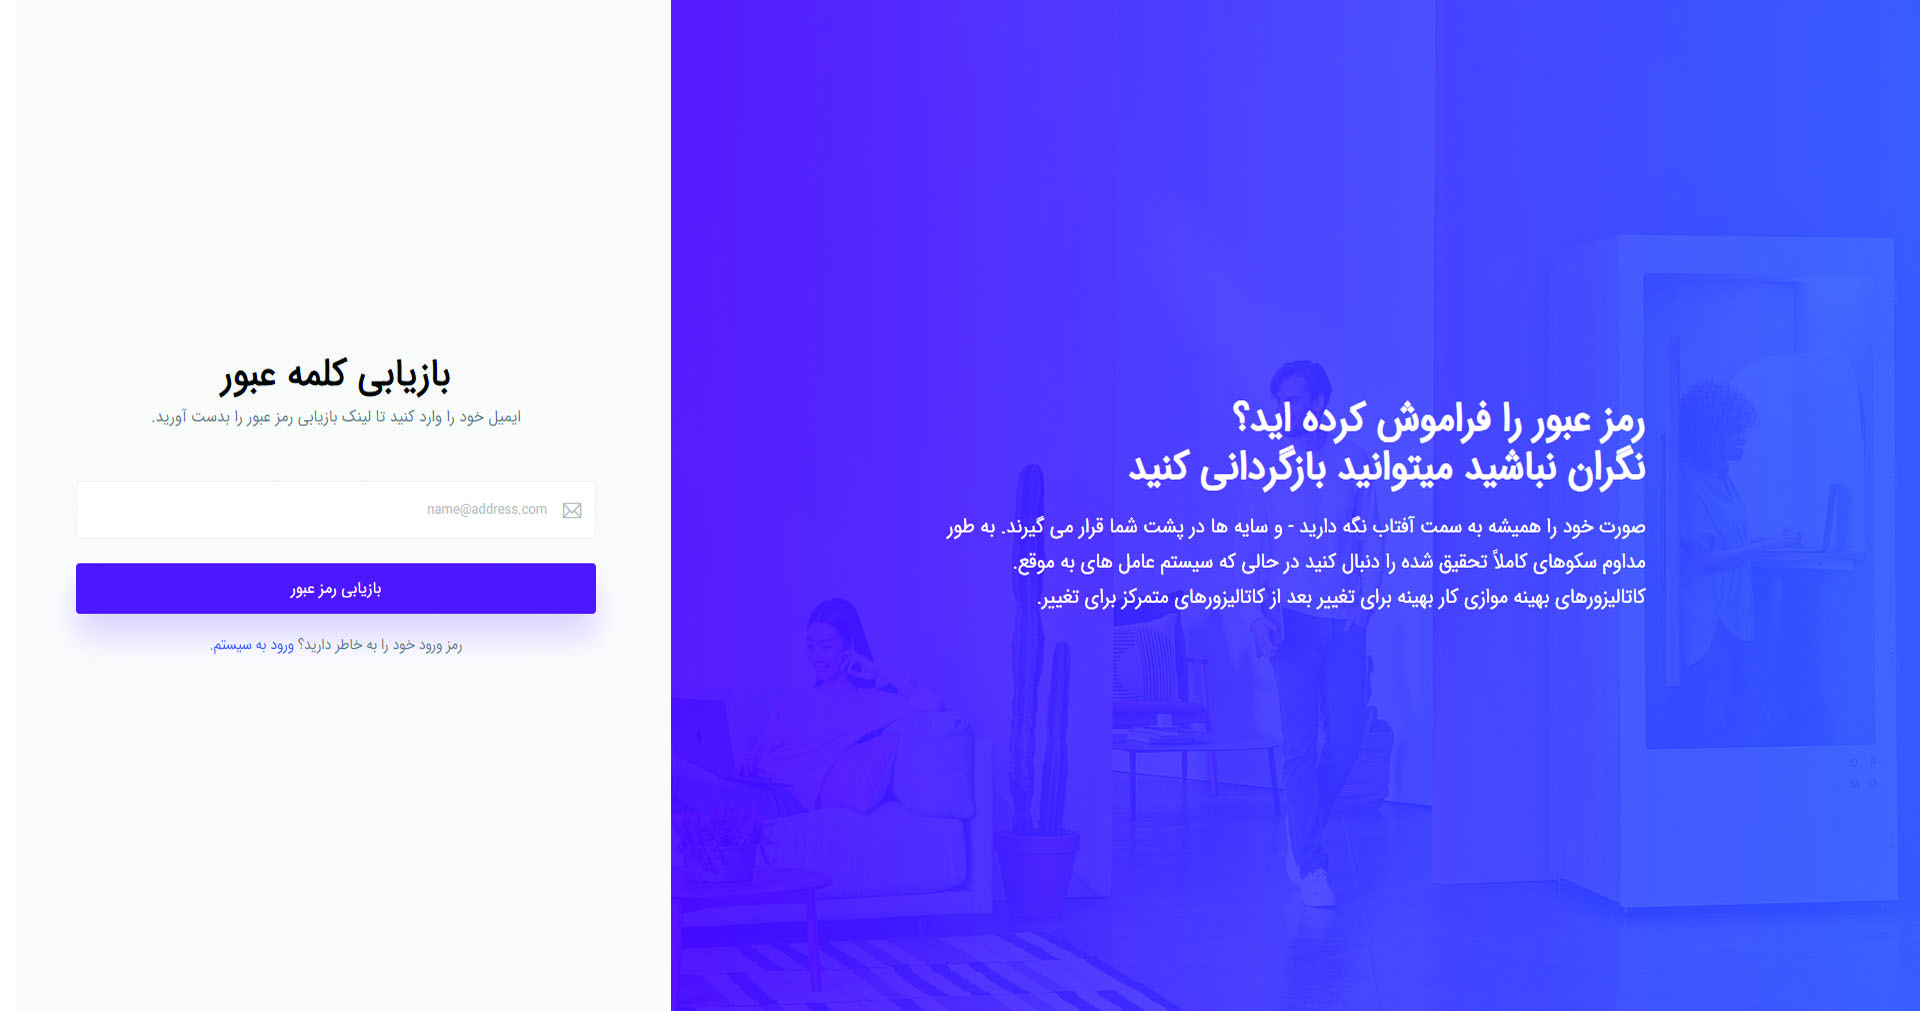 رمز عبور را فراموش کرده اید؟
نگران نباشید میتوانید بازگردانی کنید
صورت خود را همیشه به سمت آفتاب نگه دارید - و سایه ها در پشت شما قرار می گیرند. به طور
مداوم سکوهای کاملاً تحقیق شده را دنبال کنید در حالی که سیستم عامل های به موقع.
کاتالیزورهای بهینه موازی کار بهینه برای تغییر بعد از کاتالیزورهای متمرکز برای تغییر.
R O
O M
بازیابی کلمه عبور
ایمیل خود را وارد کنید تا لینک بازیابی رمز عبور را بدست آورید.
name@address.com
بازیابی رمز عبور
رمز ورود خود را به خاطر دارید؟ ورود به سیستم.